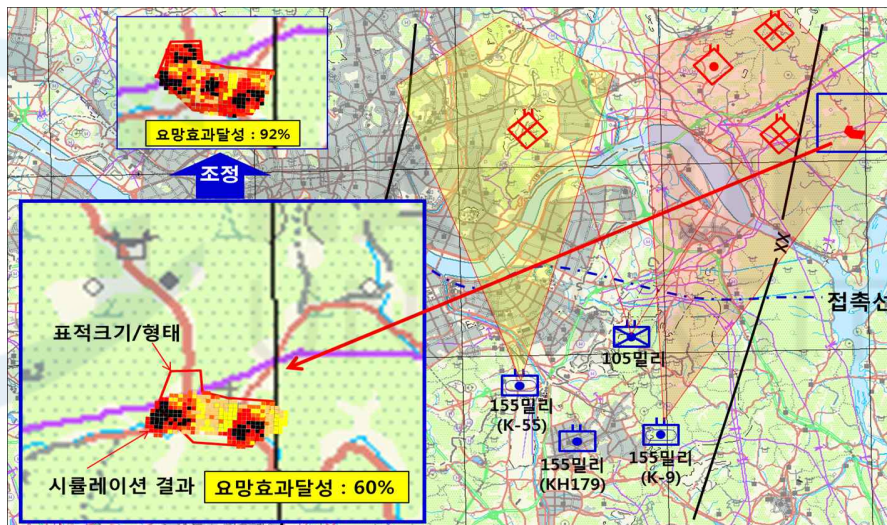 요망효과달성 : 92%
조정
표적크기/형태
시뮬레이션 결과
요망효과달성 : 60%
XX
접촉선
105밀리
155밀리
(K-55)
155밀리
(KH179)
155밀리
(K-9)